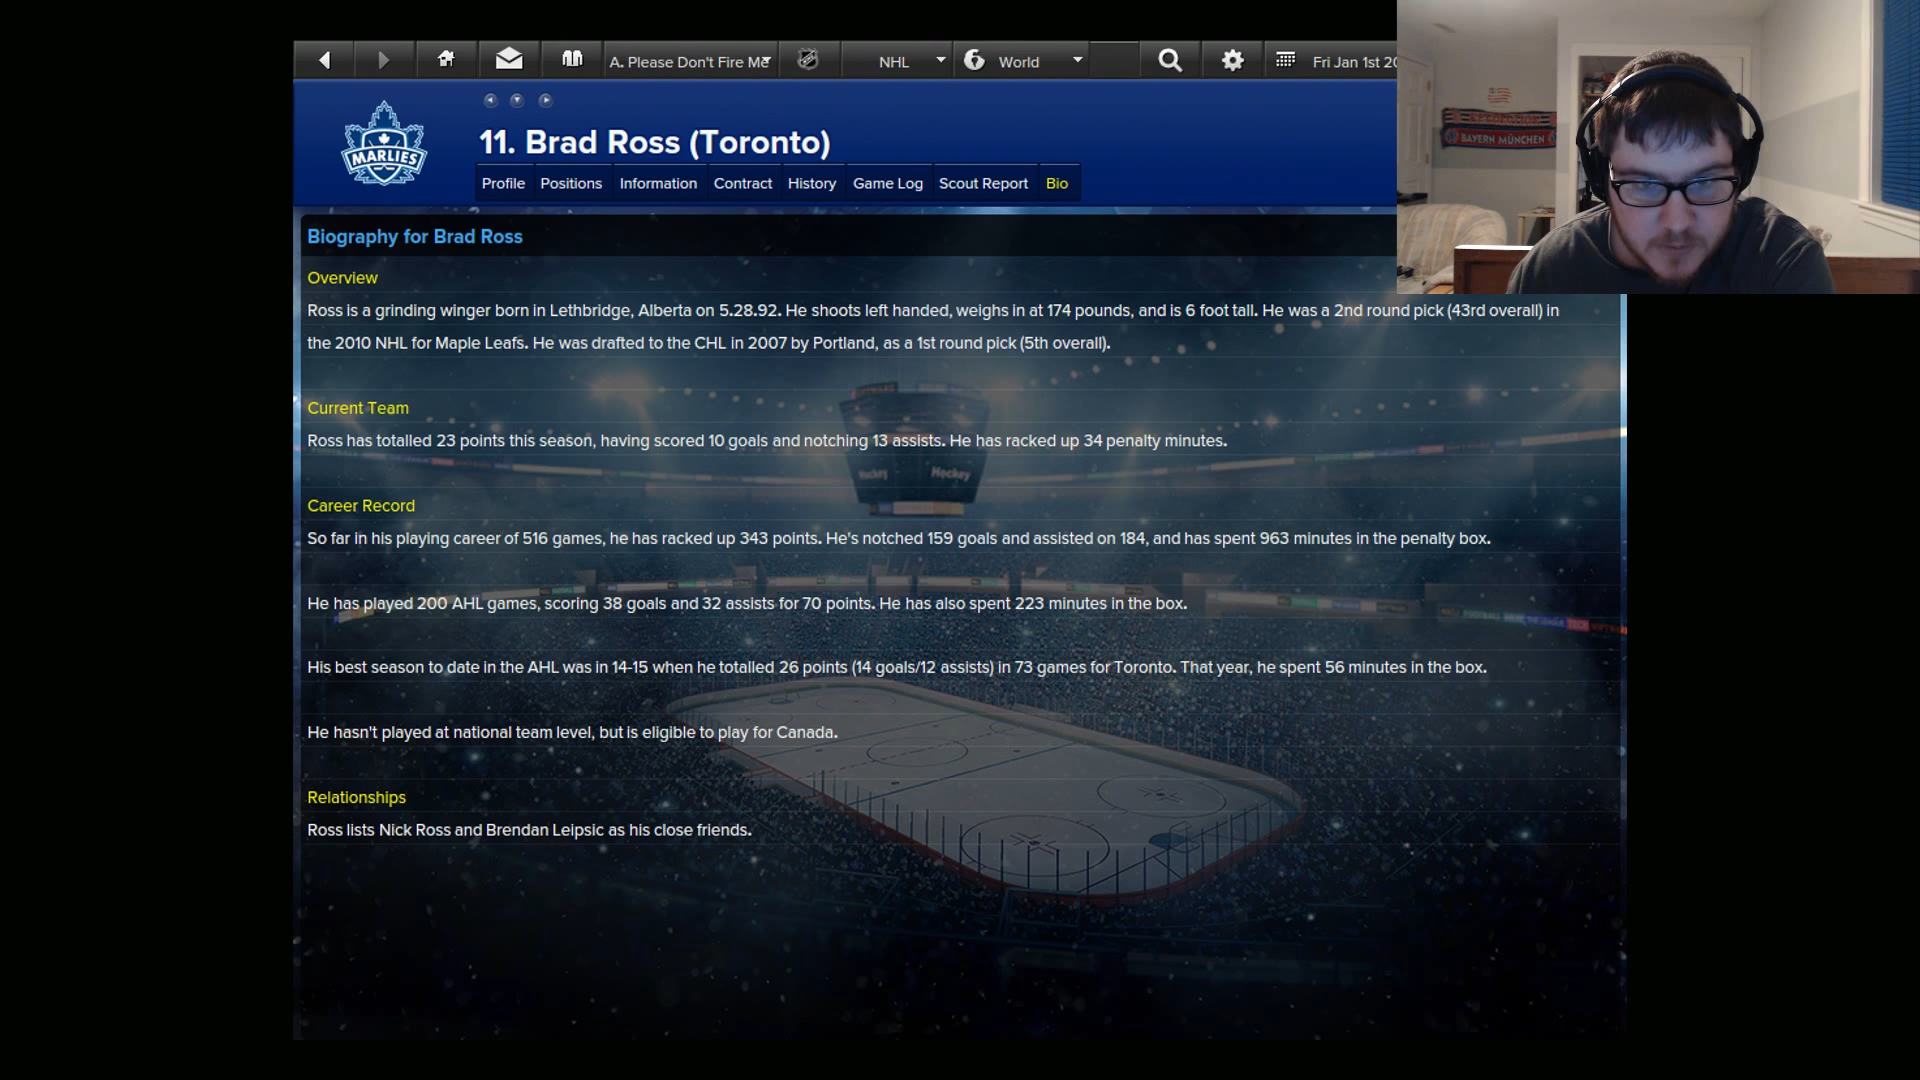 A. Please Don't Fire Me NHL World Fri Jan 1st 20
MARLIES
11. Brad Ross (Toronto)
Profile Positions Information Contract History Game Log Scout Report Bio
BAYERN MÜNCHEN
Biography for Brad Ross
Overview
Ross is a grinding winger born in Lethbridge, Alberta on 5.28.92. He shoots left handed, weighs in at 174 pounds, and is 6 foot tall. He was a 2nd round pick (43rd overall) in
the 2010 NHL for Maple Leafs. He was drafted to the CHL in 2007 by Portland, as a 1st round pick (5th overall).
Current Team
Ross has totalled 23 points this season, having scored 10 goals and notching 13 assists. He has racked up 34 penalty minutes.
Hockey Hockey
Career Record
So far in his playing career of 516 games, he has racked up 343 points. He's notched 159 goals and assisted on 184, and has spent 963 minutes in the penalty box.
He has played 200 AHL games, scoring 38 goals and 32 assists for 70 points. He has also spent 223 minutes in the box.
His best season to date in the AHL was in 14-15 when he totalled 26 points (14 goals/12 assists) in 73 games for Toronto. That year, he spent 56 minutes in the box.
He hasn't played at national team level, but is eligible to play for Canada.
Relationships
Ross lists Nick Ross and Brendan Leipsic as his close friends.